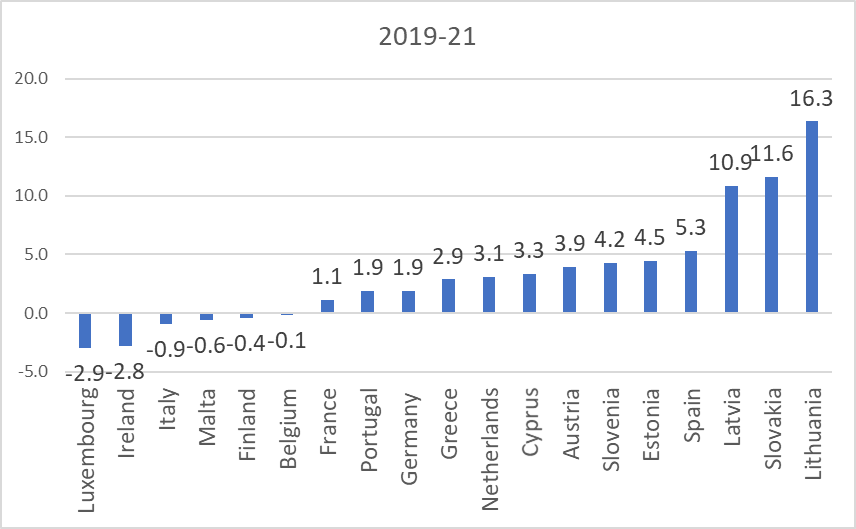 2019-21
20.0
15.0
10.0
5.0
0.0
-5.0
-2.9
-2.8
-0.9
-0.6
-0.4
-0.1
1.1
1.9
1.9
2.9
3.1
3.3
3.9
4.2
4.5
5.3
10.9
11.6
16.3
Luxembourg
Ireland
Italy
Malta
Finland
Belgium
France
Portugal
Germany
Greece
Netherlands
Cyprus
Austria
Slovenia
Estonia
Spain
Latvia
Slovakia
Lithuania